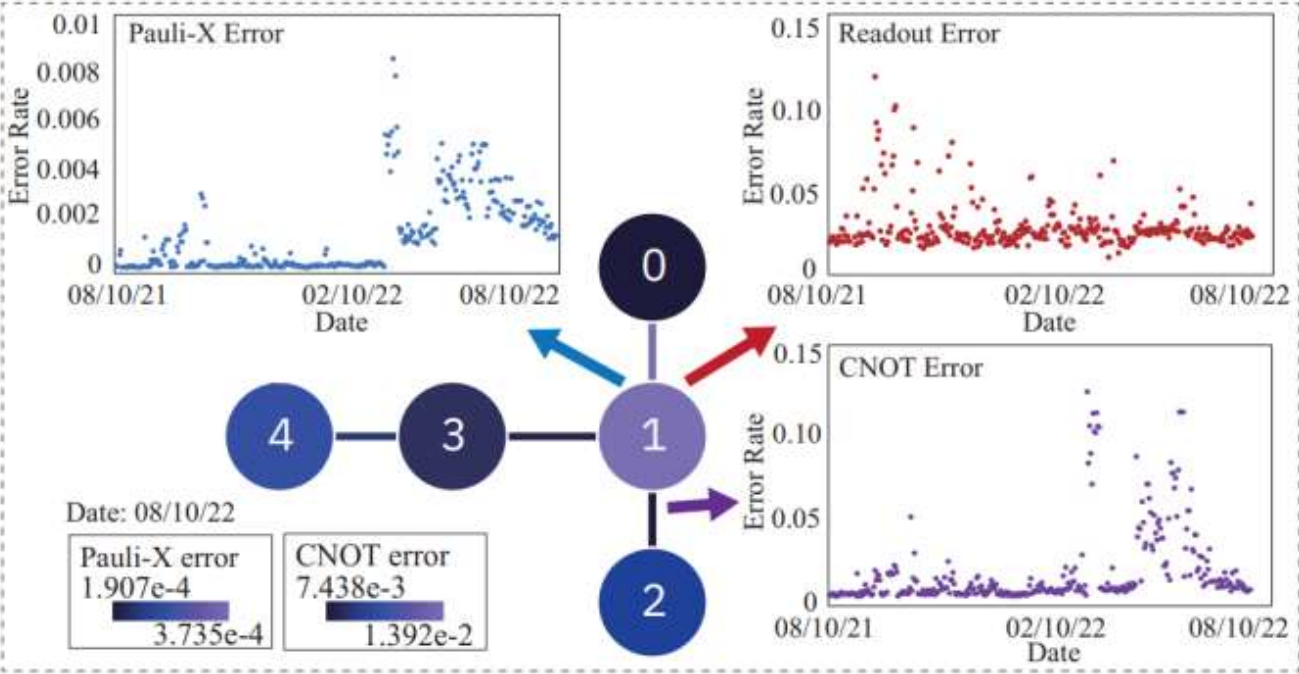 Pauli-X Error
0.01
0.008
0.006
0.004
0.002
0
Error Rate
08/10/21
02/10/22
08/10/22
Date
Readout Error
0.15
0.10
0.05
0
Error Rate
08/10/21
02/10/22
08/10/22
Date
0
4
3
1
2
CNOT Error
0.15
0.10
0.05
0
Error Rate
08/10/21
02/10/22
08/10/22
Date
Date: 08/10/22
Pauli-X error
1.907e-4
3.735e-4
CNOT error
7.438e-3
1.392e-2